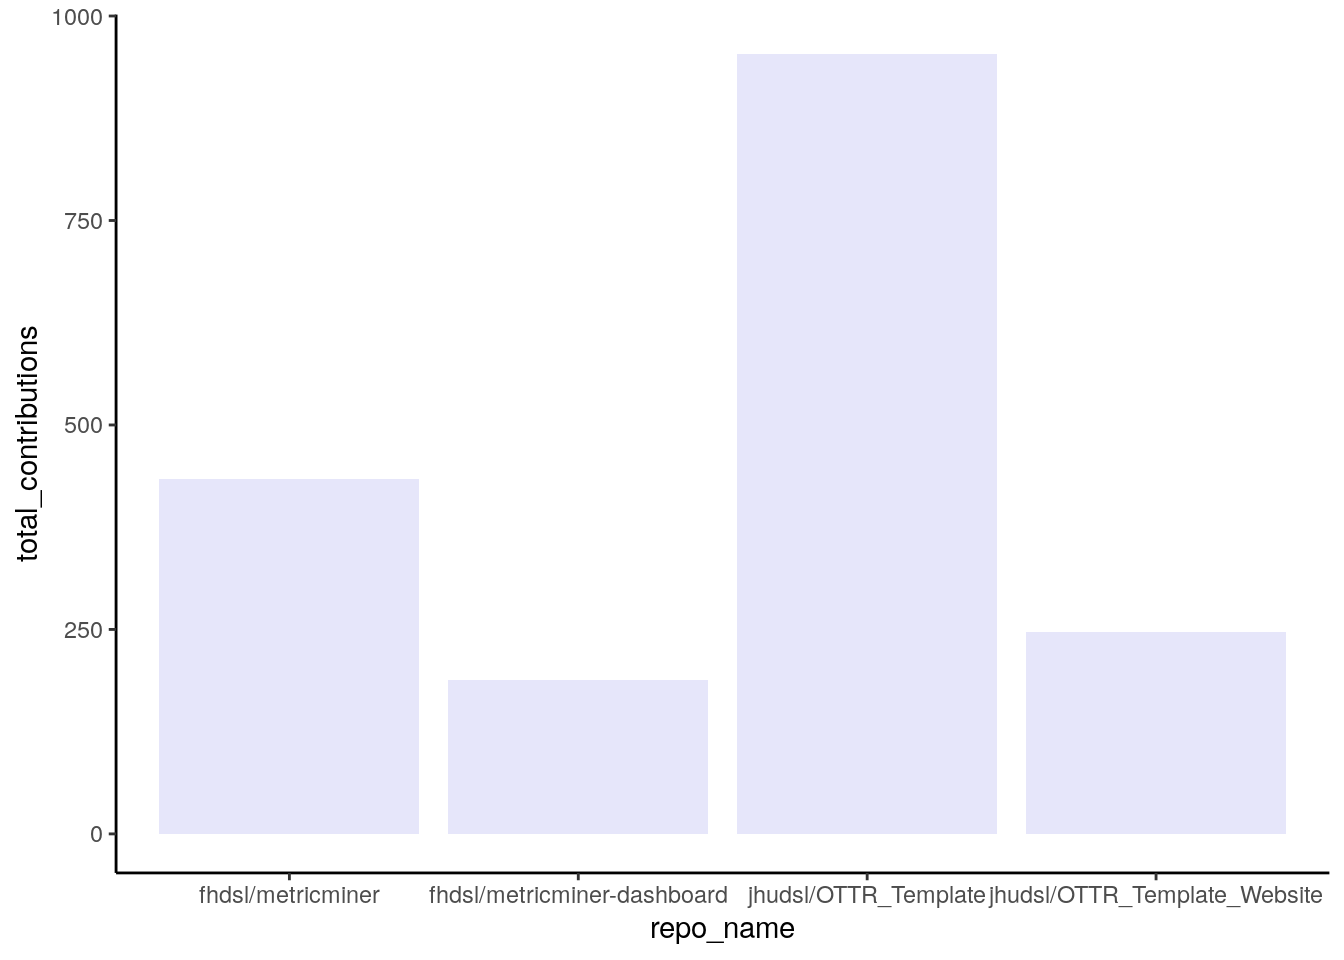 1000
750
500
250
0
total_contributions
fhdsl/metricminer
fhdsl/metricminer-dashboard
jhudsl/OTTR_Template
jhudsl/OTTR_Template_Website
repo_name